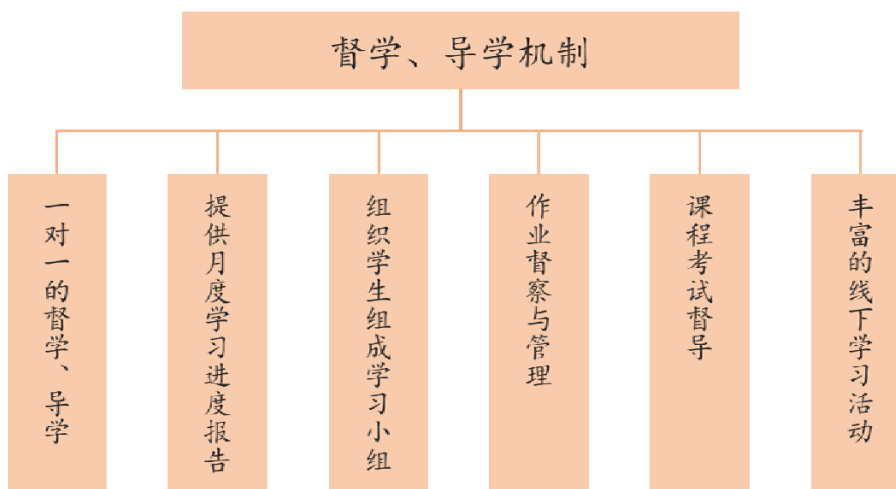 督学、导学机制
一对一的督学、导学
提供月度学习进度报告
组织学生组成学习小组
作业督察与管理
课程考试督导
丰富的线下学习活动